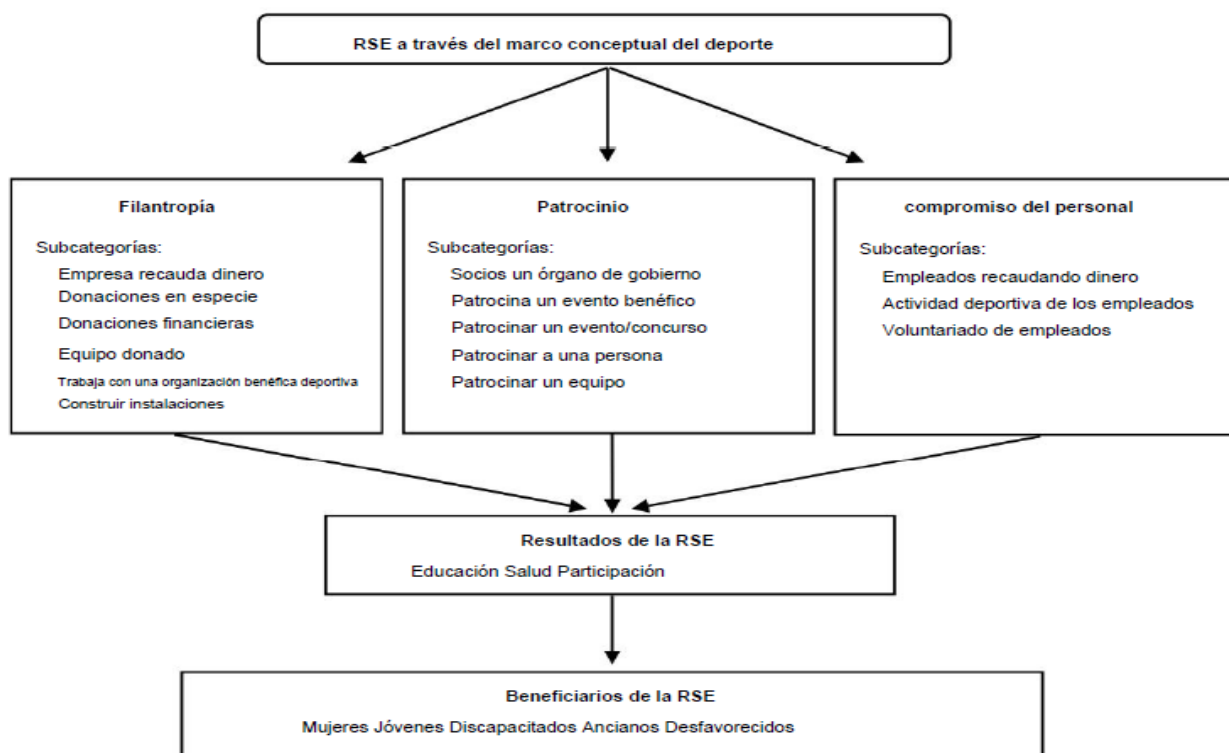 RSE a través del marco conceptual del deporte
Filantropía
Subcategorías:
Empresa recauda dinero
Donaciones en especie
Donaciones financieras
Equipo donado
Trabaja con una organización benéfica deportiva
Construir instalaciones
Patrocinio
Subcategorías:
Socios un órgano de gobierno
Patrocina un evento benéfico
Patrocinar un evento/concurso
Patrocinar a una persona
Patrocinar un equipo
compromiso del personal
Subcategorías:
Empleados recaudando dinero
Actividad deportiva de los empleados
Voluntariado de empleados
Resultados de la RSE
Educación Salud Participación
Beneficiarios de la RSE
Mujeres Jóvenes Discapacitados Ancianos Desfavorecidos